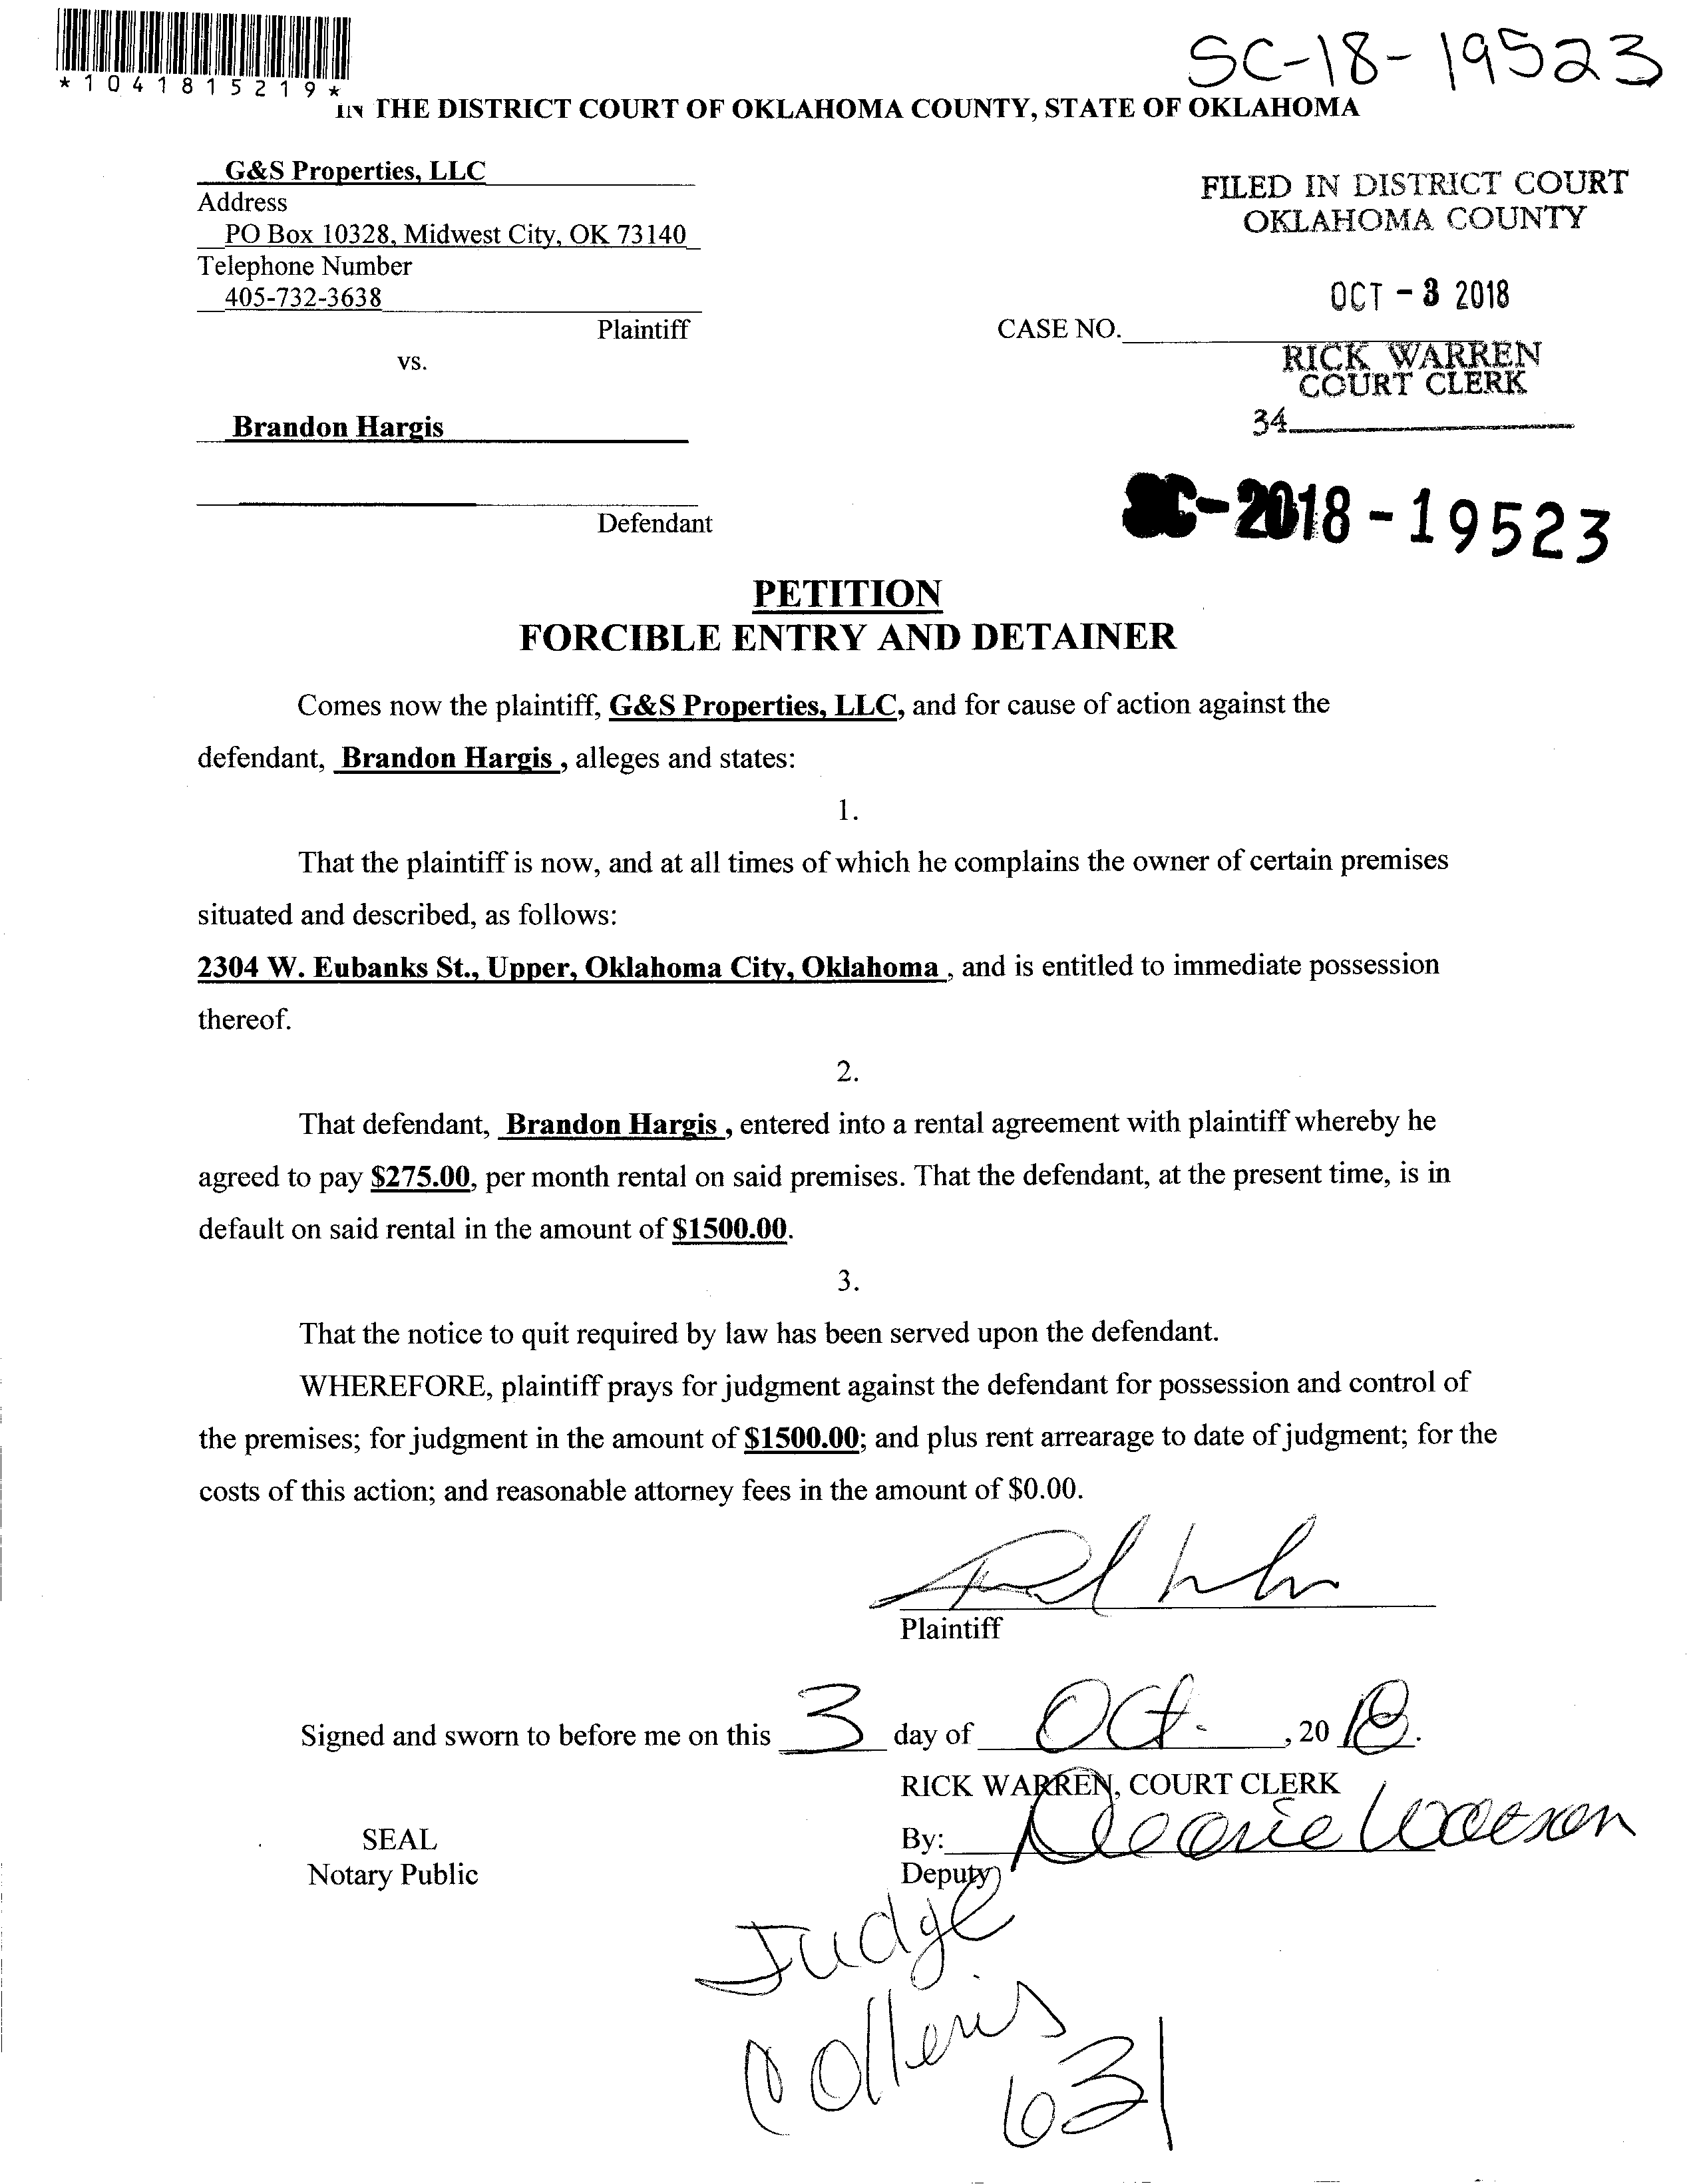 SC-18-19523
*1041815219*
IN THE DISTRICT COURT OF OKLAHOMA COUNTY, STATE OF OKLAHOMA
G&S Properties, LLC
Address
PO Box 10328, Midwest City, OK 73140
Telephone Number
405-732-3638
Plaintiff
vs.
Brandon Hargis
Defendant
FILED IN DISTRICT COURT
OKLAHOMA COUNTY
OCT - 3 2018
CASE NO.
RICK WARREN
COURT CLERK
34
SC-2018-19523
PETITION
FORCIBLE ENTRY AND DETAINER
Comes now the plaintiff, G&S Properties, LLC, and for cause of action against the
defendant, Brandon Hargis , alleges and states:
1.
That the plaintiff is now, and at all times of which he complains the owner of certain premises
situated and described, as follows:
2304 W. Eubanks St., Upper, Oklahoma City, Oklahoma , and is entitled to immediate possession
thereof.
2.
That defendant, Brandon Hargis , entered into a rental agreement with plaintiff whereby he
agreed to pay $275.00, per month rental on said premises. That the defendant, at the present time, is in
default on said rental in the amount of $1500.00.
3.
That the notice to quit required by law has been served upon the defendant.
WHEREFORE, plaintiff prays for judgment against the defendant for possession and control of
the premises; for judgment in the amount of $1500.00; and plus rent arrearage to date of judgment; for the
costs of this action; and reasonable attorney fees in the amount of $0.00.
Plaintiff
Signed and sworn to before me on this 3 day of Oct. , 20 18.
RICK WARREN, COURT CLERK
SEAL
Notary Public
By:
Deputy
Judge
631